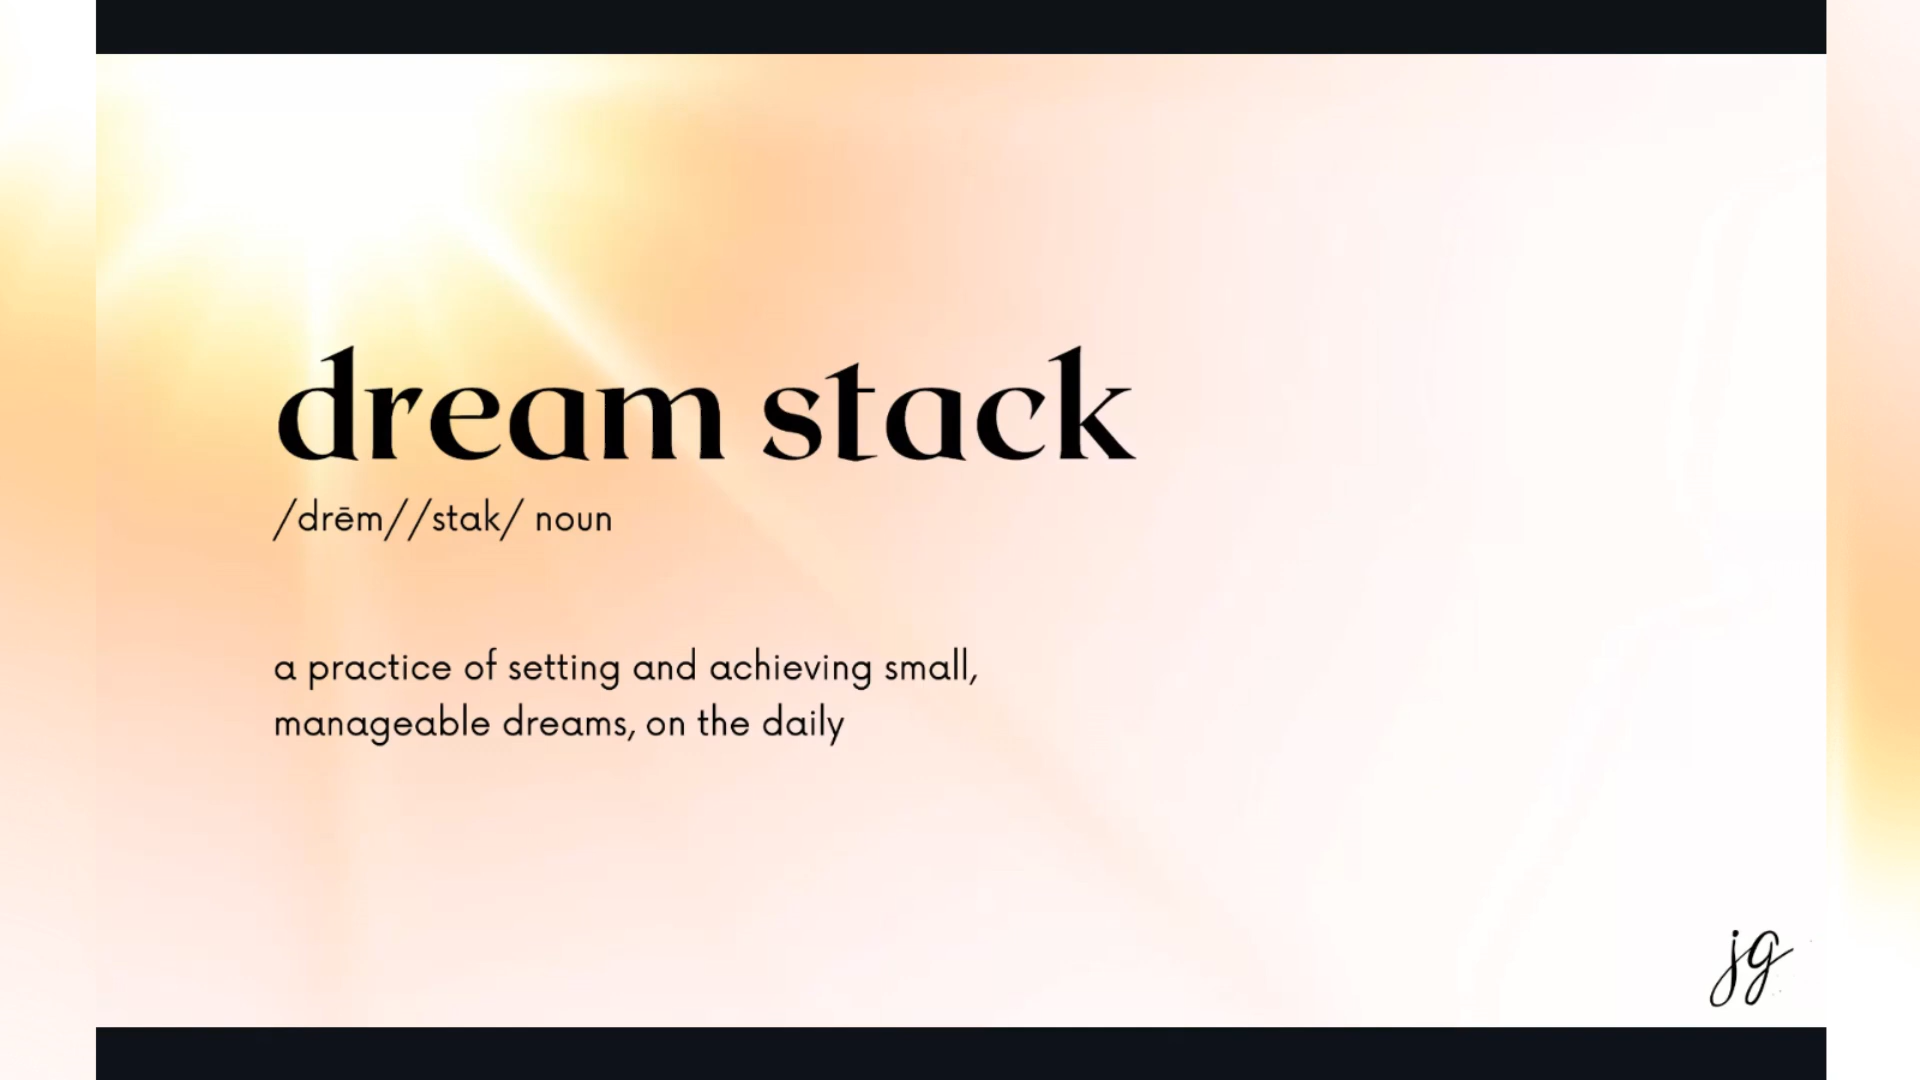 dream stack
/drēm//stak/ noun
a practice of setting and achieving small,
manageable dreams, on the daily
jg